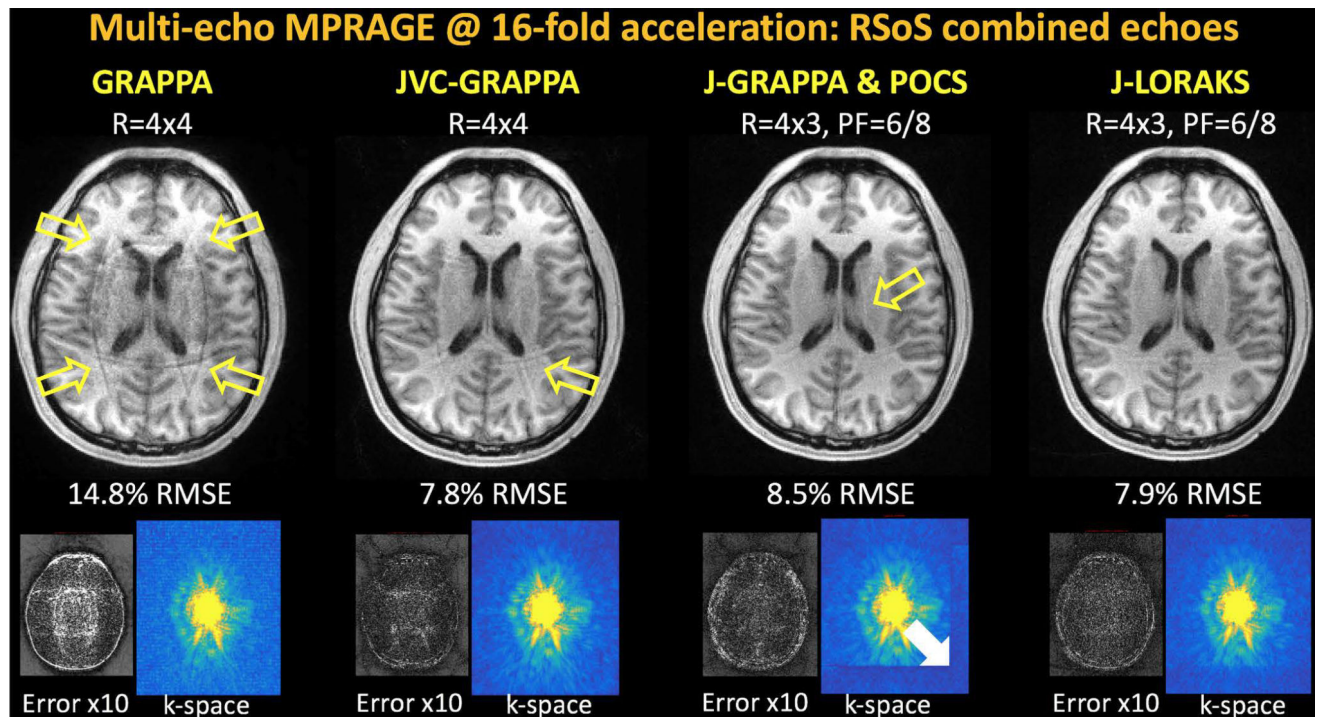 Multi-echo MPRAGE @ 16-fold acceleration: RSoS combined echoes
GRAPPA
R=4x4
JVC-GRAPPA
R=4x4
J-GRAPPA & POCS
R=4x3, PF=6/8
J-LORAKS
R=4x3, PF=6/8
14.8% RMSE
7.8% RMSE
8.5% RMSE
7.9% RMSE
Error x10
k-space
Error x10
k-space
Error x10
k-space
Error x10
k-space